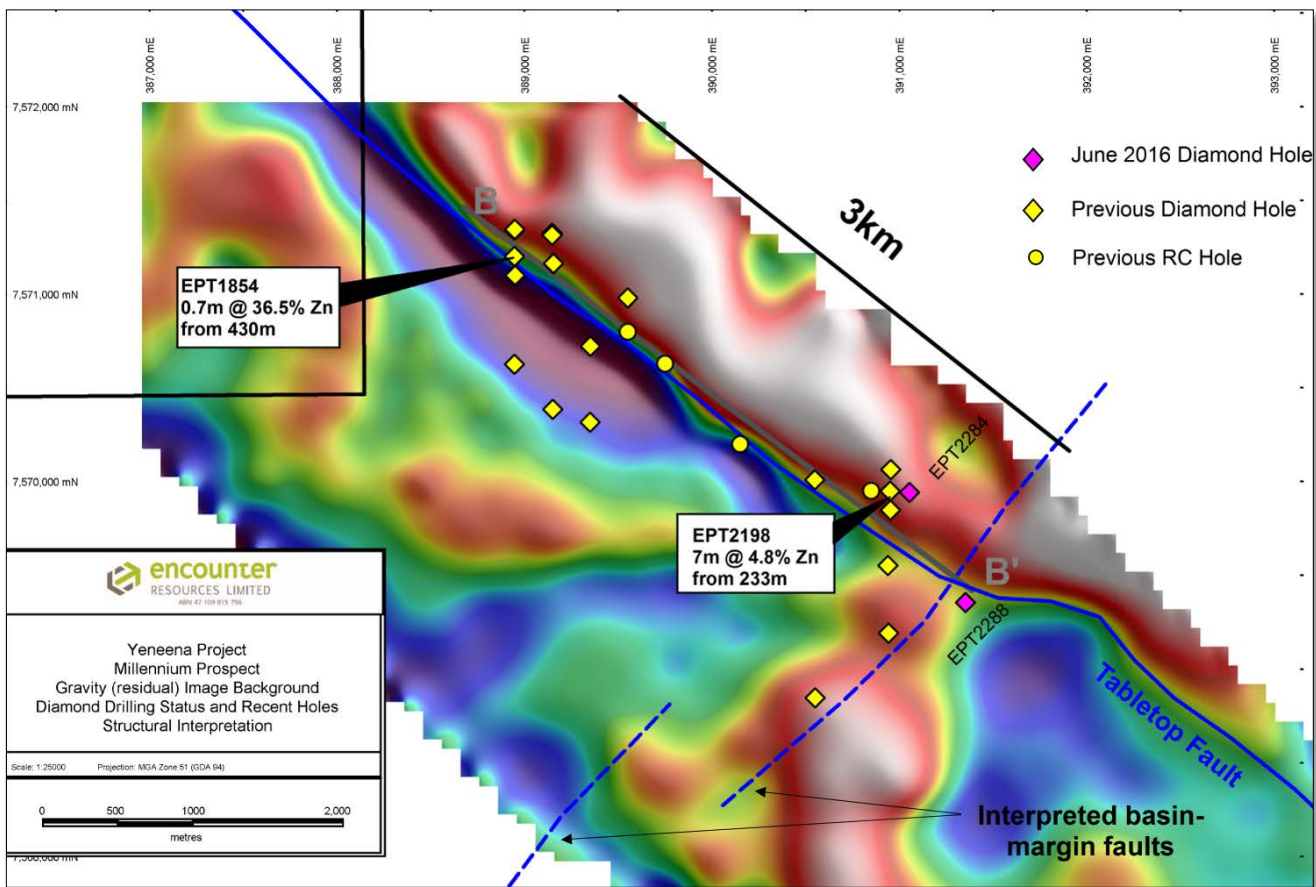 387,000 mE
388,000 mE
389,000 mE
390,000 mE
391,000 mE
392,000 mE
393,000 mE
7,572,000 mN
7,571,000 mN
7,570,000 mN
June 2016 Diamond Hole
Previous Diamond Hole
Previous RC Hole
3km
B
EPT1854
0.7m @ 36.5% Zn
from 430m
EPT2284
EPT2198
7m @ 4.8% Zn
from 233m
B'
EPT2288
Tabletop Fault
Interpreted basin-
margin faults
encounter
RESOURCES LIMITED
ABN 47 109 815 796
Yeneena Project
Millennium Prospect
Gravity (residual) Image Background
Diamond Drilling Status and Recent Holes
Structural Interpretation
Scale: 1:25000 Projection: MGA Zone 51 (GDA 94)
0 500 1000 2,000
metres